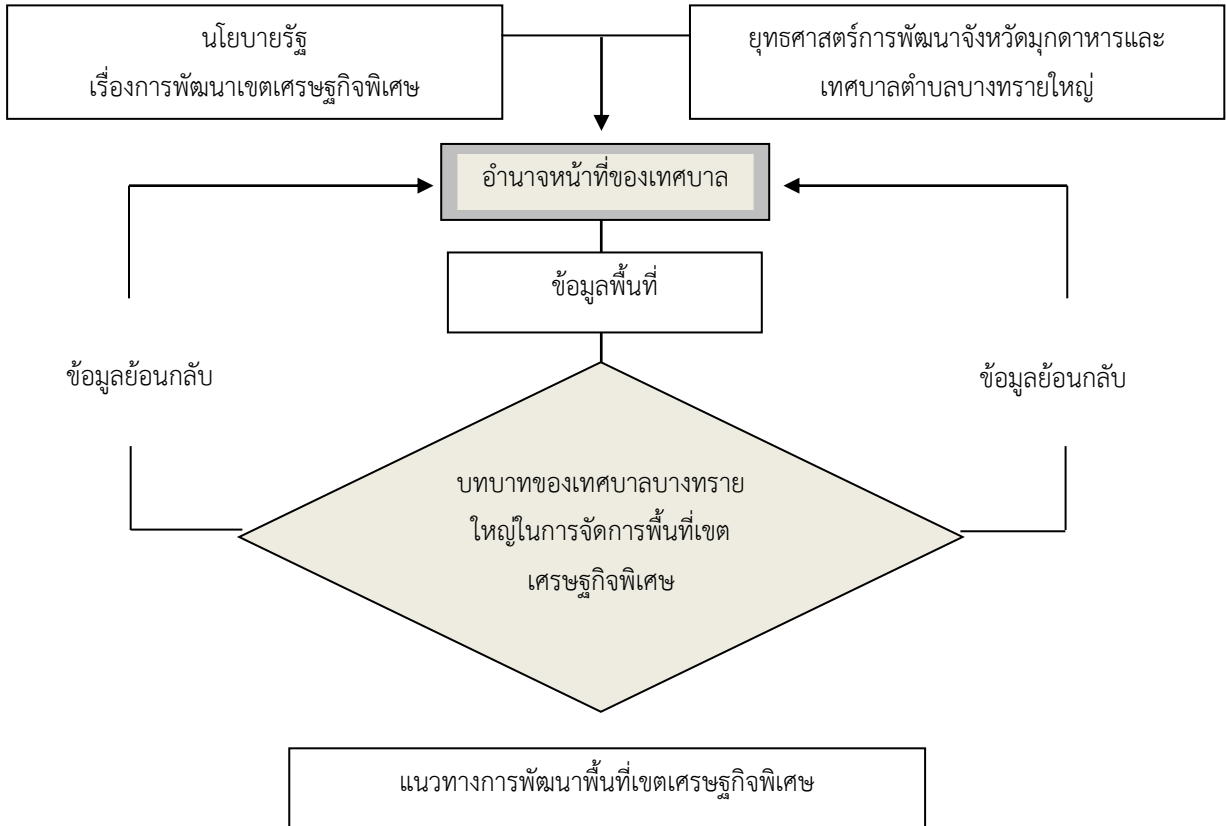 นโยบายรัฐ
เรื่องการพัฒนาเขตเศรษฐกิจพิเศษ
ยุทธศาสตร์การพัฒนาจังหวัดมุกดาหารและ
เทศบาลตำบลบางทรายใหญ่
อำนาจหน้าที่ของเทศบาล
ข้อมูลพื้นที่
ข้อมูลย้อนกลับ
ข้อมูลย้อนกลับ
บทบาทของเทศบาลบางทราย
ใหญ่ในการจัดการพื้นที่เขต
เศรษฐกิจพิเศษ
แนวทางการพัฒนาพื้นที่เขตเศรษฐกิจพิเศษ